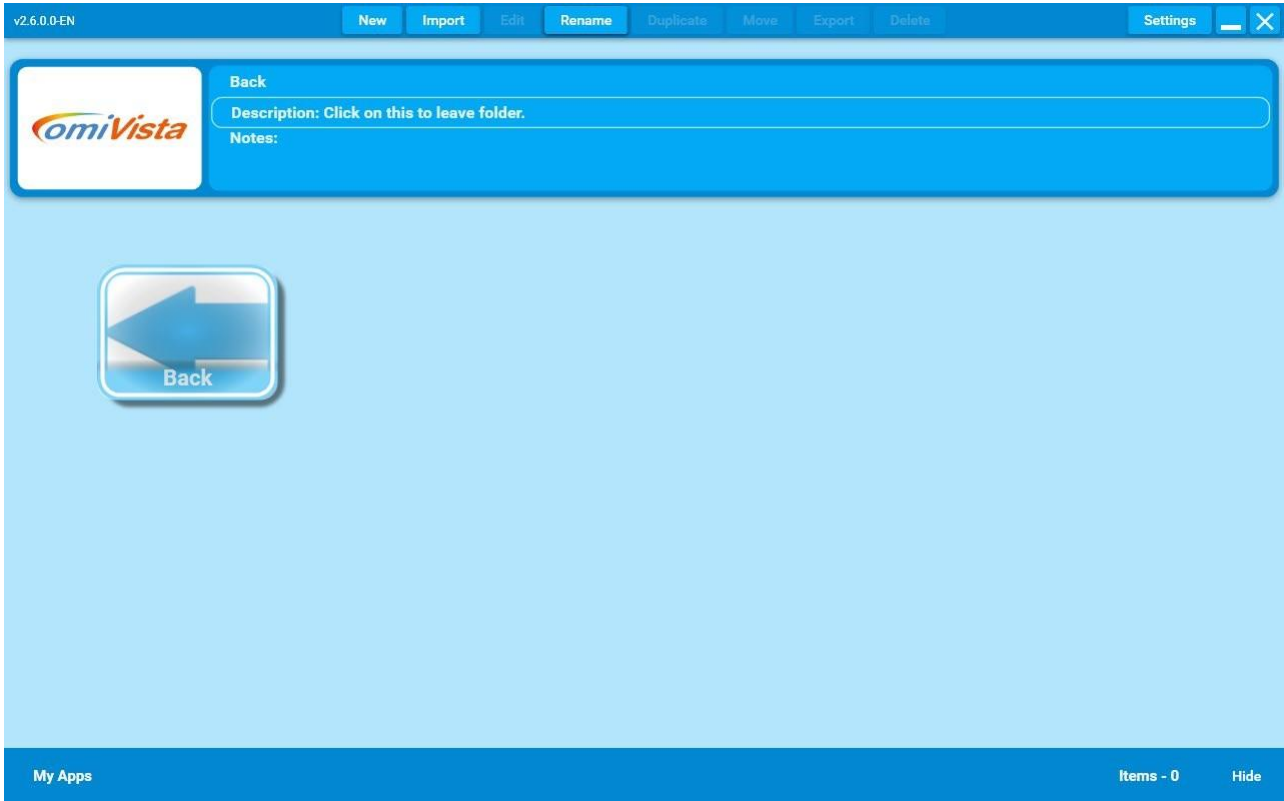 v2.6.0.0-EN New Import Edit Rename Duplicate Move Export Delete Settings
Back
omiVista
Description: Click on this to leave folder.
Notes:
Back
My Apps Items - 0 Hide